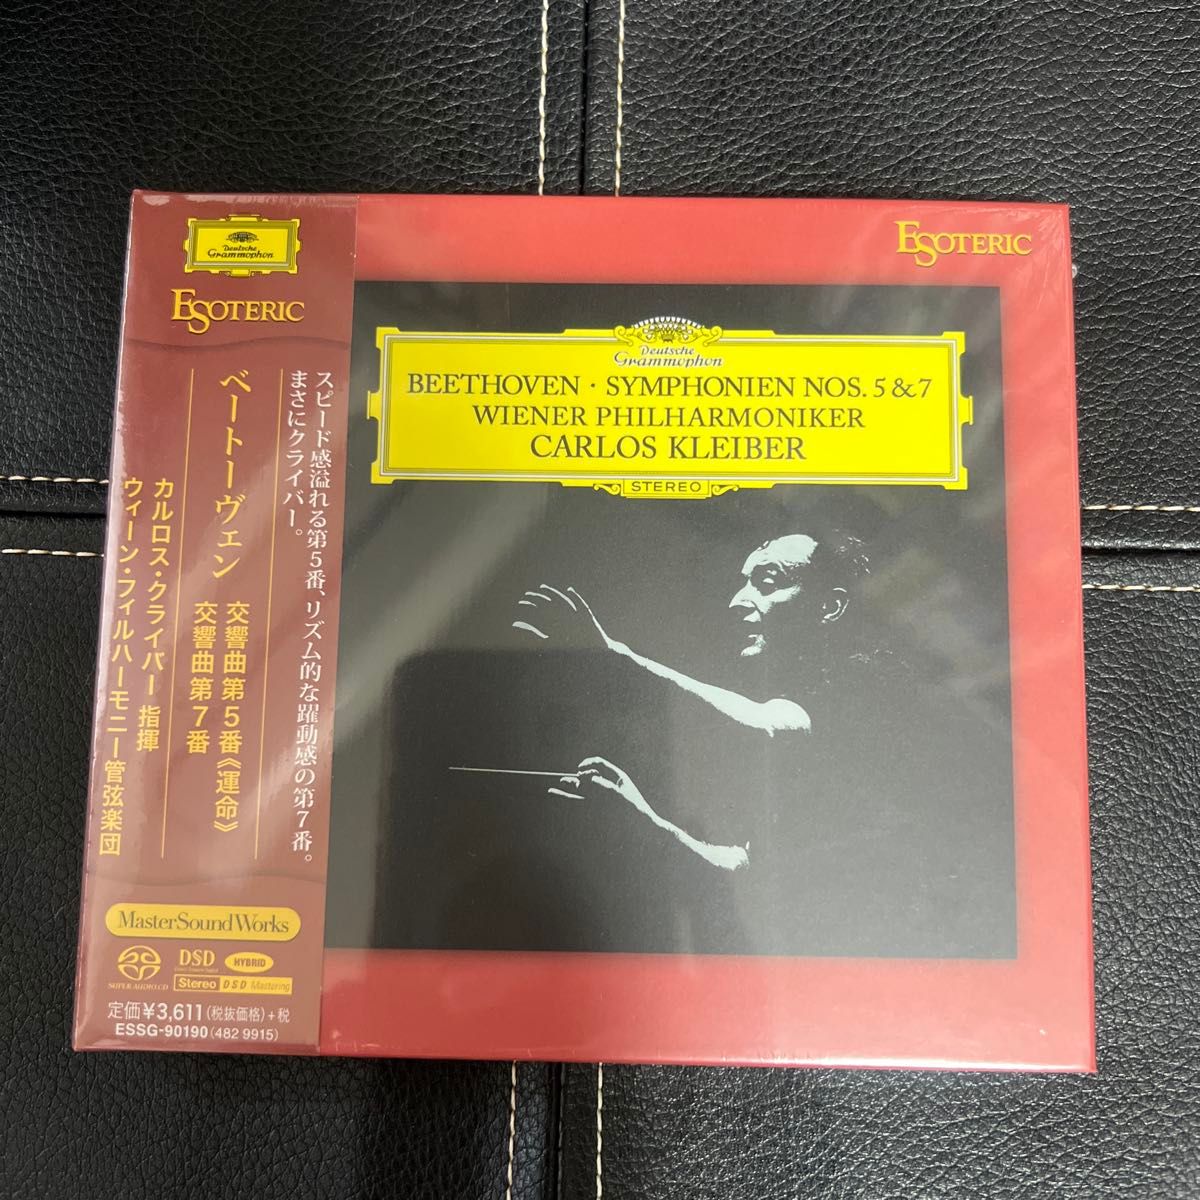 Deutsche
Grammophon
ESOTERIC
スピード感溢れる第5番、リズム的な躍動感の第7番。
まさにクライバー。
ベートーヴェン
交響曲第5番《運命》
交響曲第7番
カルロス・クライバー 指揮
ウィーン・フィルハーモニー管弦楽団
MasterSoundWorks
SUPER AUDIO CD
DSD
Direct Stream Digital
HYBRID
Stereo DSD Mastering
定価¥3,611(税抜価格)+税
ESSG-90190(482 9915)
ESOTERIC
Deutsche
Grammophon
BEETHOVEN · SYMPHONIEN NOS. 5 & 7
WIENER PHILHARMONIKER
CARLOS KLEIBER
STEREO